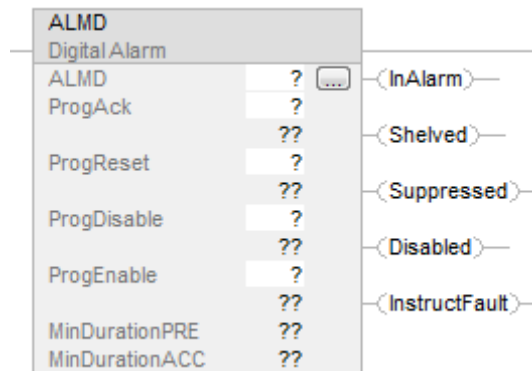 ALMD
Digital Alarm
ALMD ? ... InAlarm
ProgAck ?
?? Shelved
ProgReset ?
?? Suppressed
ProgDisable ?
?? Disabled
ProgEnable ?
?? InstructFault
MinDurationPRE ??
MinDurationACC ??